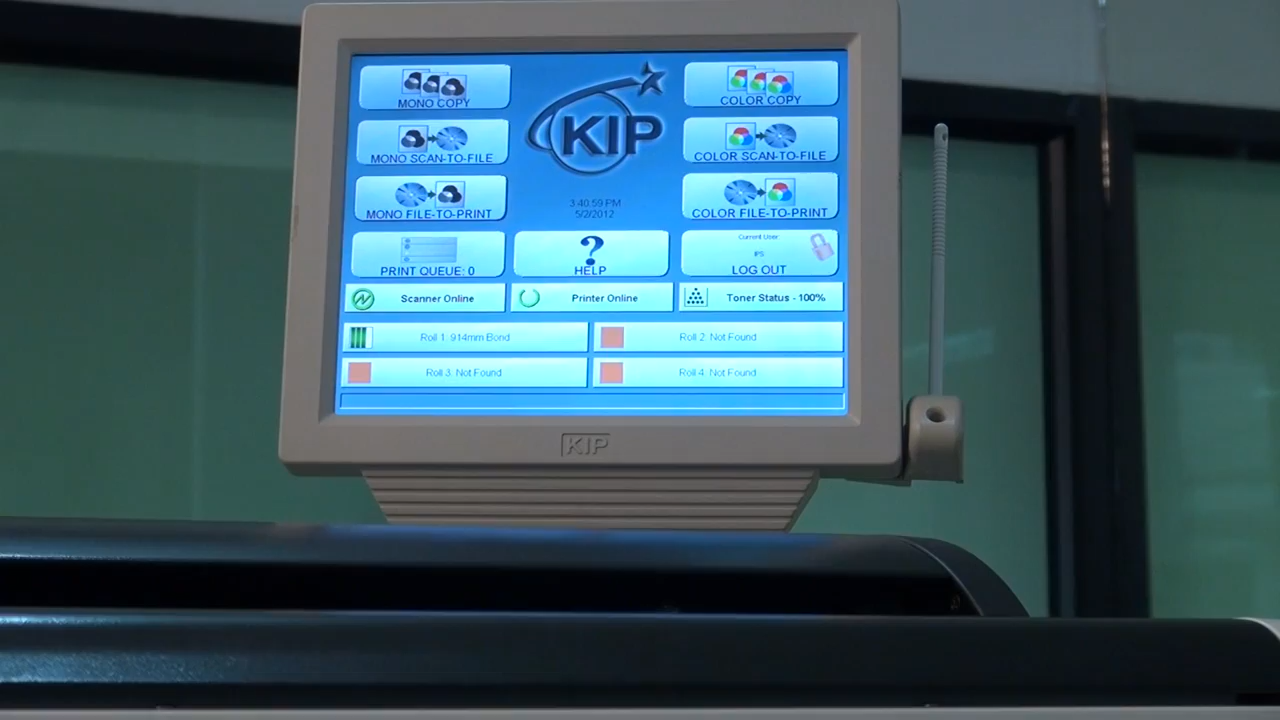 MONO COPY
KIP
COLOR COPY
MONO SCAN-TO-FILE
COLOR SCAN-TO-FILE
MONO FILE-TO-PRINT
3:40:59 PM
5/2/2012
COLOR FILE-TO-PRINT
PRINT QUEUE: 0
?
HELP
Current User:
IPS
LOG OUT
Scanner Online
Printer Online
Toner Status - 100%
Roll 1: 914mm Bond
Roll 2: Not Found
Roll 3: Not Found
Roll 4: Not Found
KIP